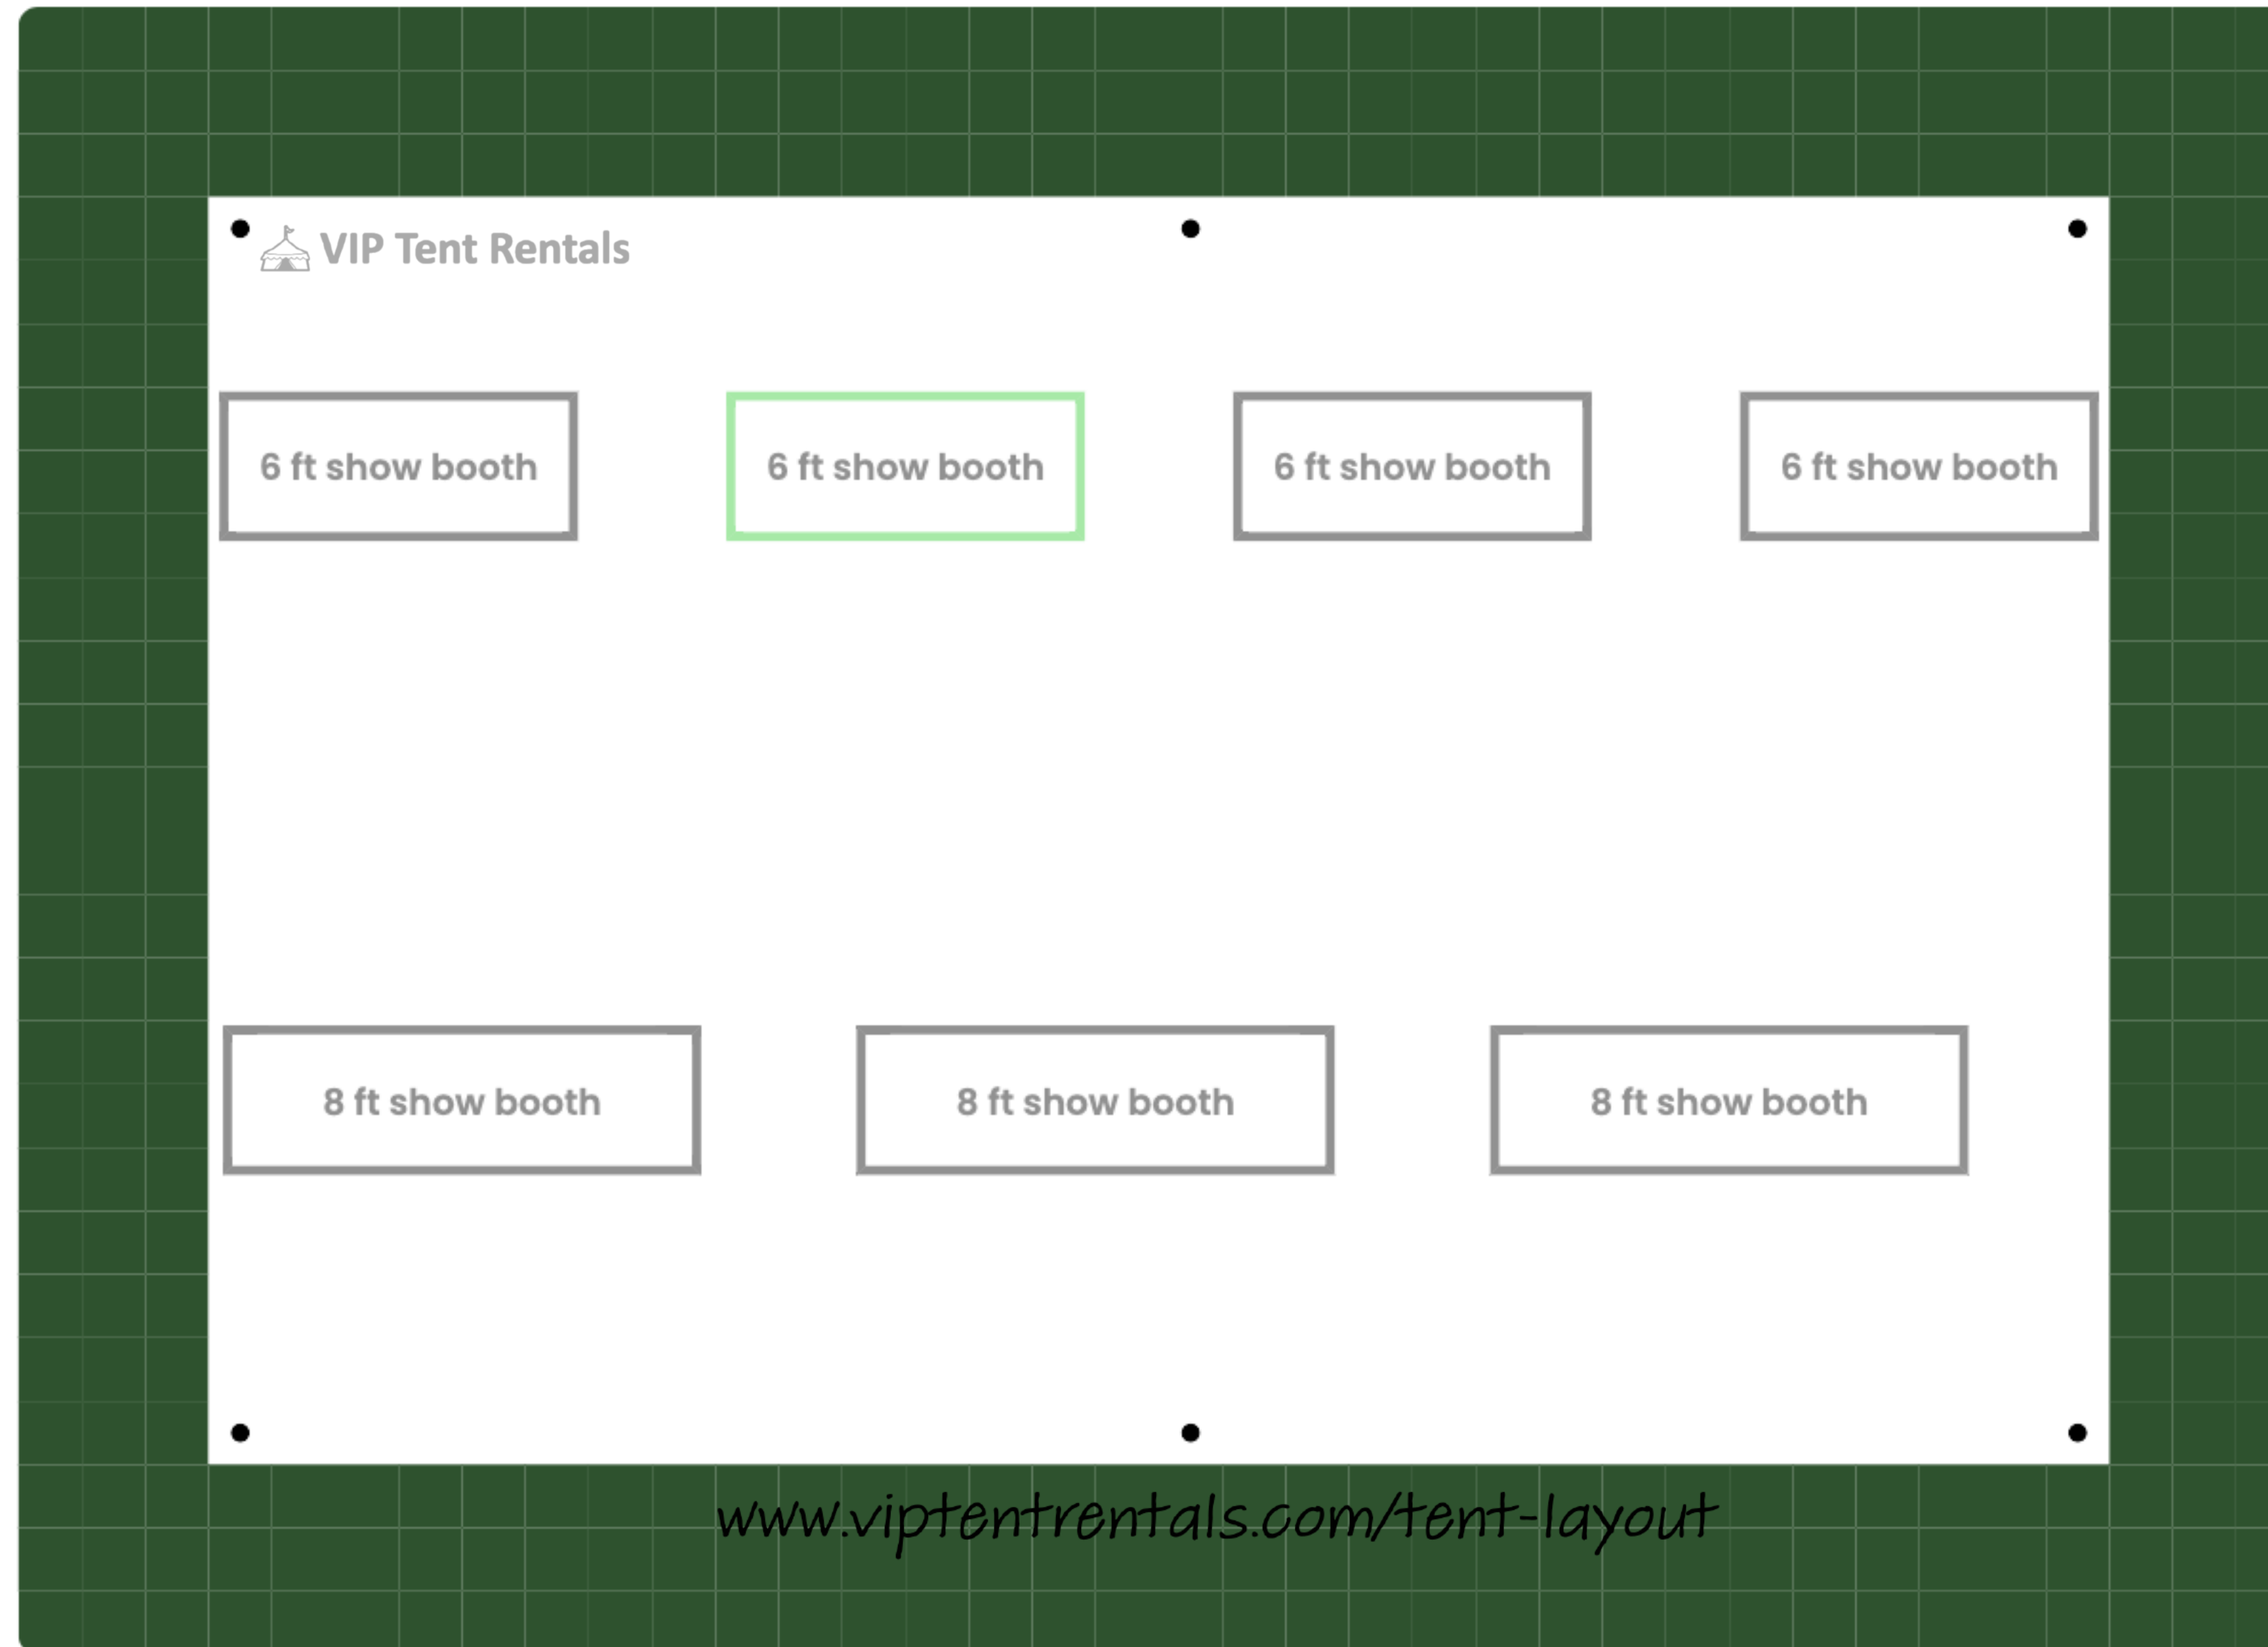 VIP Tent Rentals
6 ft show booth 6 ft show booth 6 ft show booth 6 ft show booth
8 ft show booth 8 ft show booth 8 ft show booth
www.viptentrentals.com/tent-layout